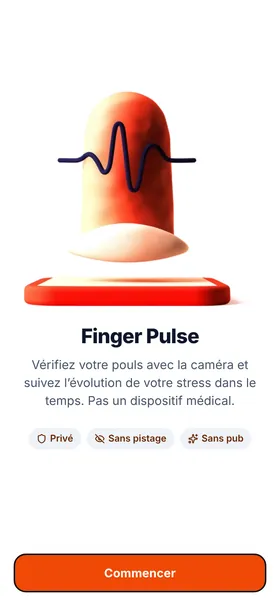 Finger Pulse
Vérifiez votre pouls avec la caméra et
suivez l’évolution de votre stress dans le
temps. Pas un dispositif médical.
Privé Sans pistage Sans pub
Commencer